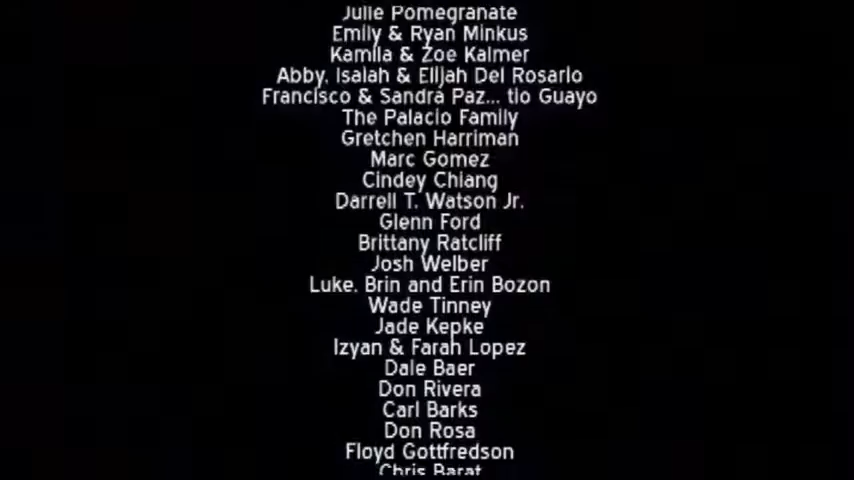 Julie Pomegranate
Emily & Ryan Minkus
Kamila & Zoe Kalmer
Abby, Isaiah & Elijah Del Rosario
Francisco & Sandra Paz... tio Guayo
The Palacio Family
Gretchen Harriman
Marc Gomez
Cindey Chiang
Darrell T. Watson Jr.
Glenn Ford
Brittany Ratcliff
Josh Welber
Luke, Brin and Erin Bozon
Wade Tinney
Jade Kepke
Izyan & Farah Lopez
Dale Baer
Don Rivera
Carl Barks
Don Rosa
Floyd Gottfredson
Chris Barat